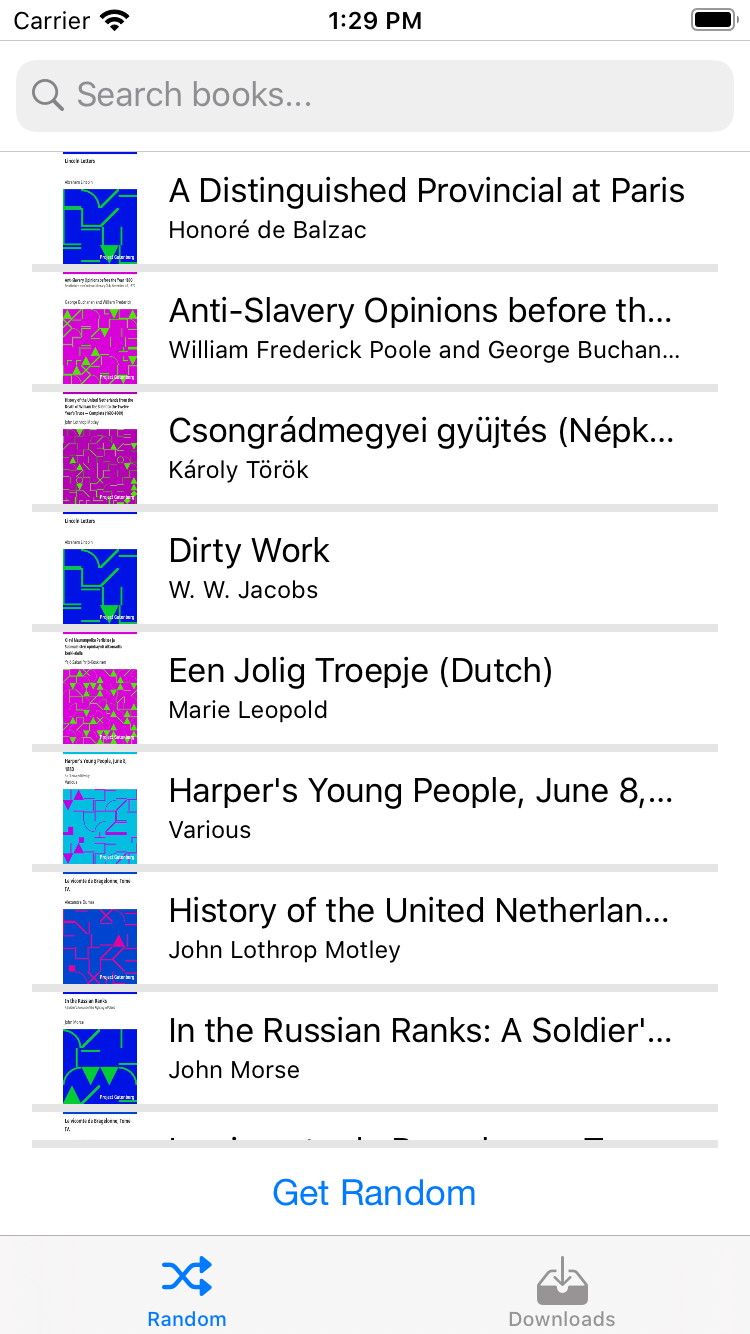 Carrier
1:29 PM
Search books...
Lincoln Letters
Abraham Lincoln
Project Gutenberg
A Distinguished Provincial at Paris
Honoré de Balzac
Anti-Slavery Opinions before the Year 1800
George Buchanan and William Frederick
Project Gutenberg
Anti-Slavery Opinions before th...
William Frederick Poole and George Buchan...
History of the United Netherlands from the
Death of William the Silent to the Twelve
Year's Truce — Complete (1600-1609)
John Lothrop Motley
Project Gutenberg
Csongrádmegyei gyüjtés (Népk...
Károly Török
Lincoln Letters
Abraham Lincoln
Project Gutenberg
Dirty Work
W. W. Jacobs
Project Gutenberg
Een Jolig Troepje (Dutch)
Marie Leopold
Harper's Young People, June 8,
Various
Project Gutenberg
Harper's Young People, June 8,...
Various
Le vicomte de Bragelonne, Tome
IV.
Alexandre Dumas
Project Gutenberg
History of the United Netherlan...
John Lothrop Motley
In the Russian Ranks
John Morse
Project Gutenberg
In the Russian Ranks: A Soldier'...
John Morse
Le vicomte de Bragelonne, Tome
IV.
Get Random
Random
Downloads